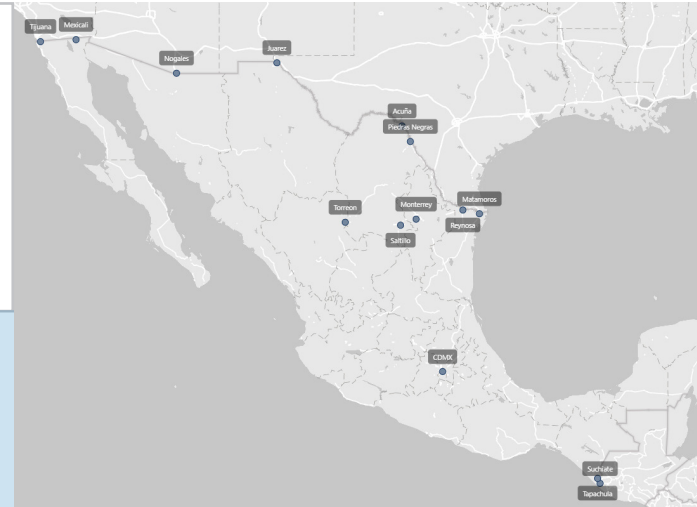 Tijuana
Mexicali
Nogales
Juarez
Acuña
Piedras Negras
Torreon
Monterrey
Matamoros
Saltillo
Reynosa
CDMX
Suchiate
Tapachula